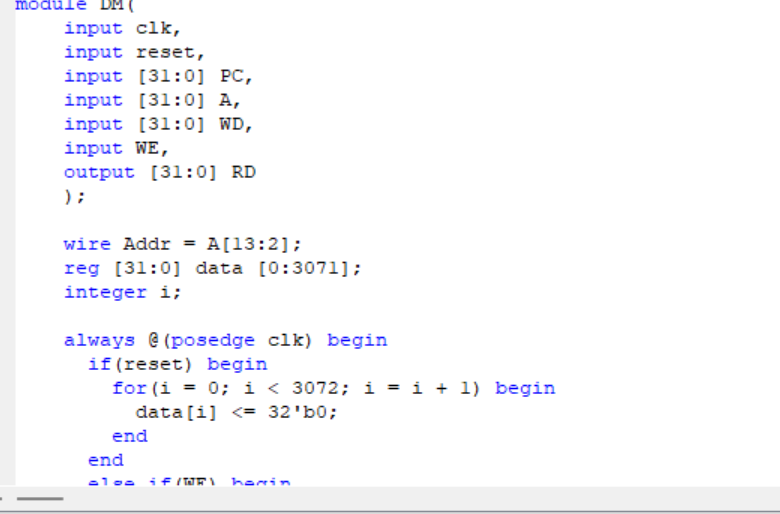 module DM(
    input clk,
    input reset,
    input [31:0] PC,
    input [31:0] A,
    input [31:0] WD,
    input WE,
    output [31:0] RD
    );
    wire Addr = A[13:2];
    reg [31:0] data [0:3071];
    integer i;
    always @(posedge clk) begin
      if(reset) begin
        for(i = 0; i < 3072; i = i + 1) begin
          data[i] <= 32'b0;
        end
      end
      else if(WE) begin